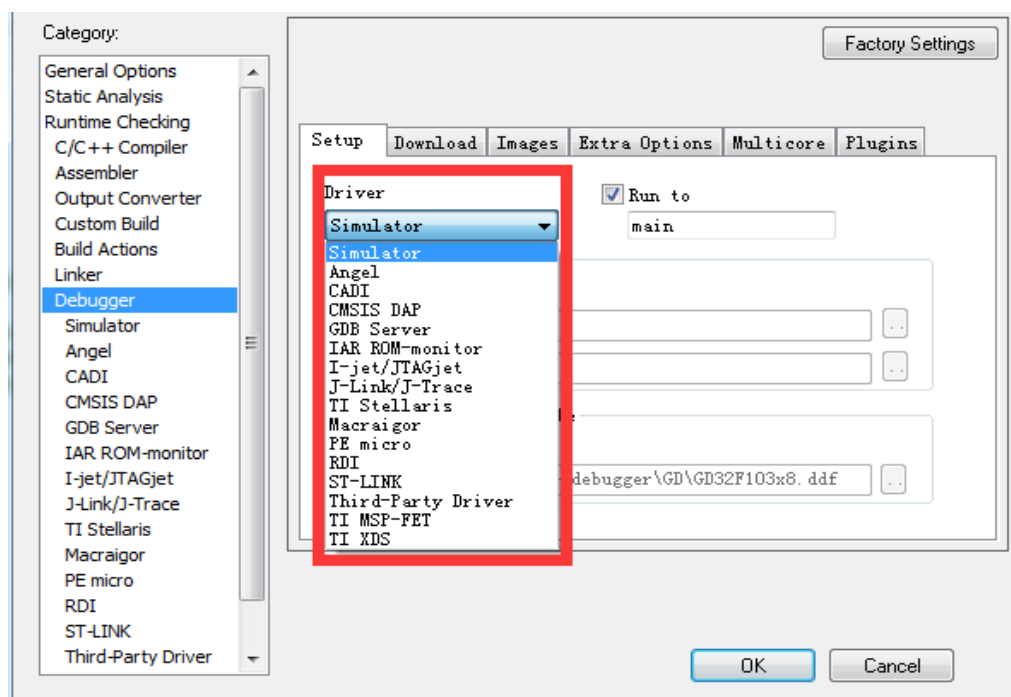 Category:
Factory Settings
General Options
Static Analysis
Runtime Checking
C/C++ Compiler
Assembler
Output Converter
Custom Build
Build Actions
Linker
Debugger
Simulator
Angel
CADI
CMSIS DAP
GDB Server
IAR ROM-monitor
I-jet/JTAGjet
J-Link/J-Trace
TI Stellaris
Macraigor
PE micro
RDI
ST-LINK
Third-Party Driver
Setup Download Images Extra Options Multicore Plugins
Driver
Simulator
Simulator
Angel
CADI
CMSIS DAP
GDB Server
IAR ROM-monitor
I-jet/JTAGjet
J-Link/J-Trace
TI Stellaris
Macraigor
PE micro
RDI
ST-LINK
Third-Party Driver
TI MSP-FET
TI XDS
Run to
main
..
..
debugger\GD\GD32F103x8.ddf
..
OK Cancel